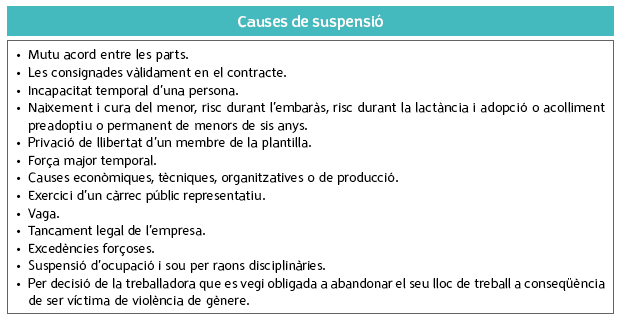 Causes de suspensió
• Mutu acord entre les parts.
• Les consignades vàlidament en el contracte.
• Incapacitat temporal d'una persona.
• Naixement i cura del menor, risc durant l'embaràs, risc durant la lactància i adopció o acolliment
preadoptiu o permanent de menors de sis anys.
• Privació de llibertat d'un membre de la plantilla.
• Força major temporal.
• Causes econòmiques, tècniques, organitzatives o de producció.
• Exercici d'un càrrec públic representatiu.
• Vaga.
• Tancament legal de l'empresa.
• Excedències forçoses.
• Suspensió d'ocupació i sou per raons disciplinàries.
• Per decisió de la treballadora que es vegi obligada a abandonar el seu lloc de treball a conseqüència
de ser víctima de violència de gènere.